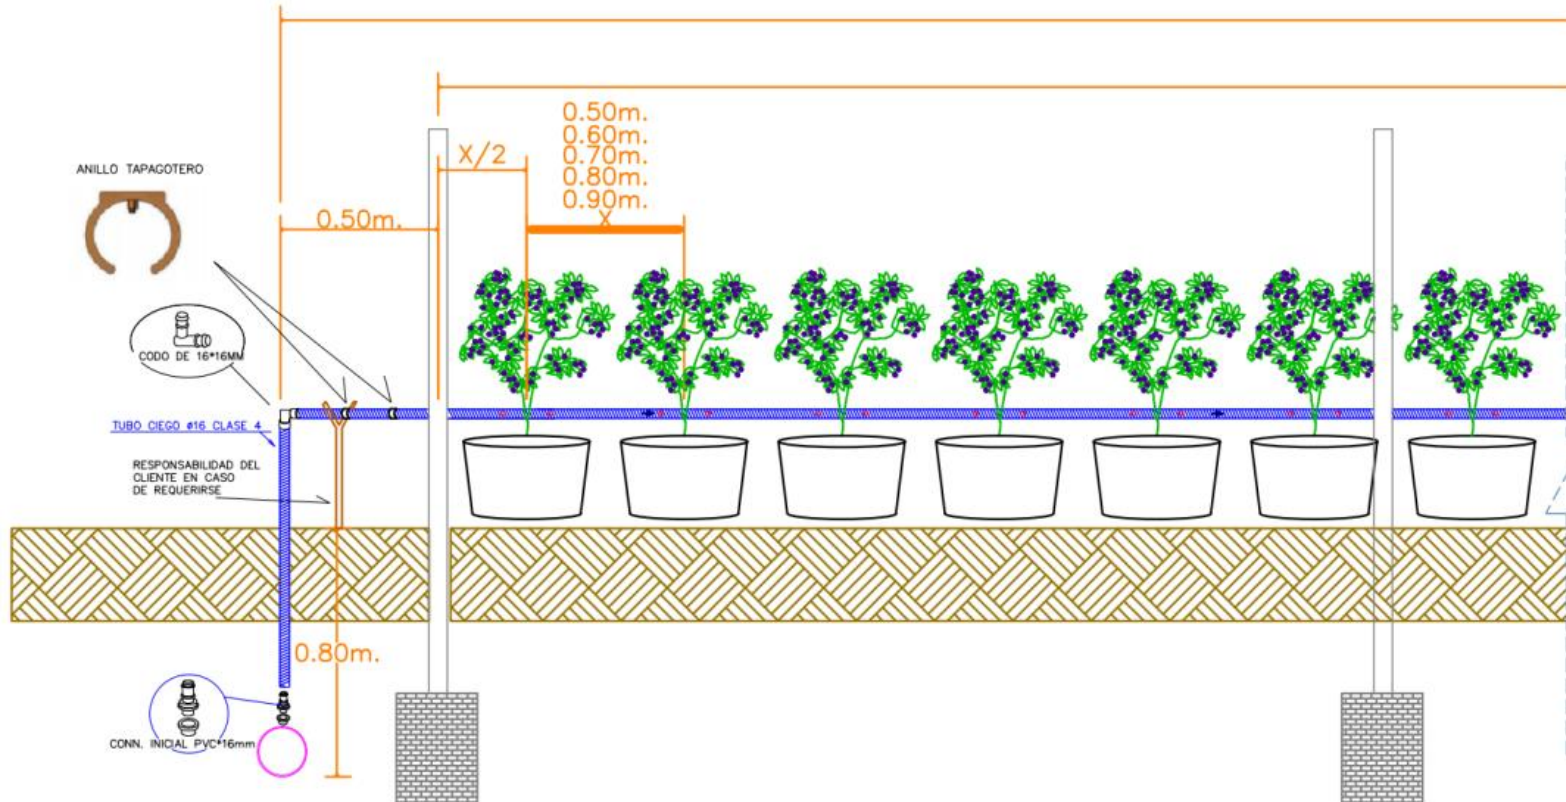 0.50m.
0.60m.
0.70m.
0.80m.
0.90m.
X
X/2
ANILLO TAPAGOTERO
0.50m.
CODO DE 16*16MM
TUBO CIEGO ø16 CLASE 4
RESPONSABILIDAD DEL
CLIENTE EN CASO
DE REQUERIRSE
0.80m.
CONN. INICIAL PVC*16mm